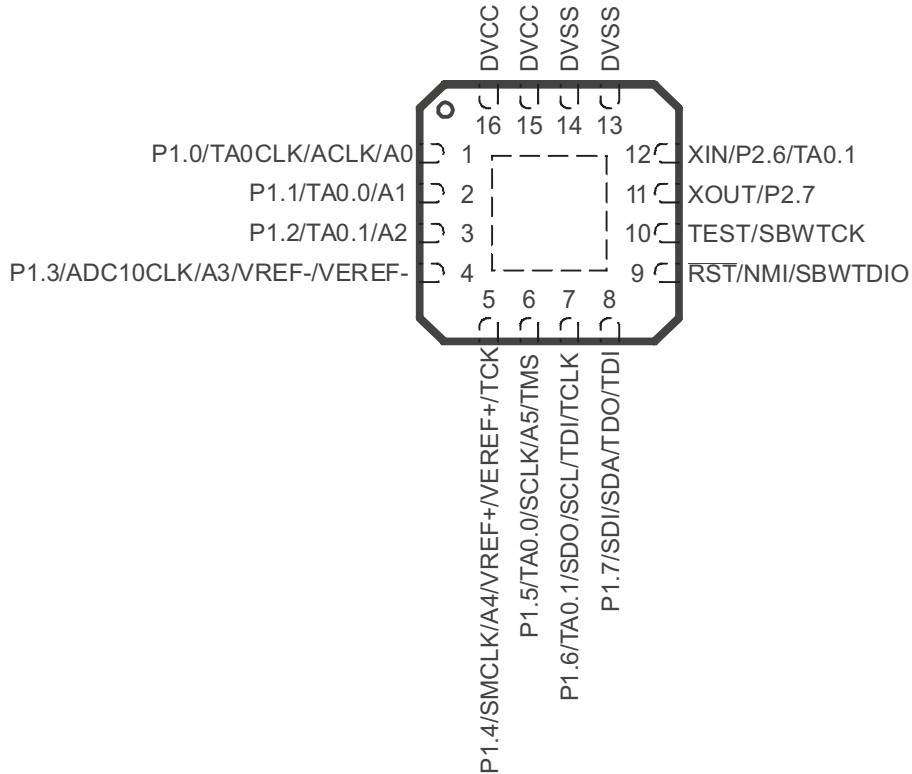 DVCC
DVCC
DVSS
DVSS
16
15
14
13
P1.0/TA0CLK/ACLK/A0
1
12
XIN/P2.6/TA0.1
P1.1/TA0.0/A1
2
11
XOUT/P2.7
P1.2/TA0.1/A2
3
10
TEST/SBWTCK
P1.3/ADC10CLK/A3/VREF-/VEREF-
4
9
RST/NMI/SBWTDIO
5
6
7
8
P1.4/SMCLK/A4/VREF+/VEREF+/TCK
P1.5/TA0.0/SCLK/A5/TMS
P1.6/TA0.1/SDO/SCL/TDI/TCLK
P1.7/SDI/SDA/TDO/TDI